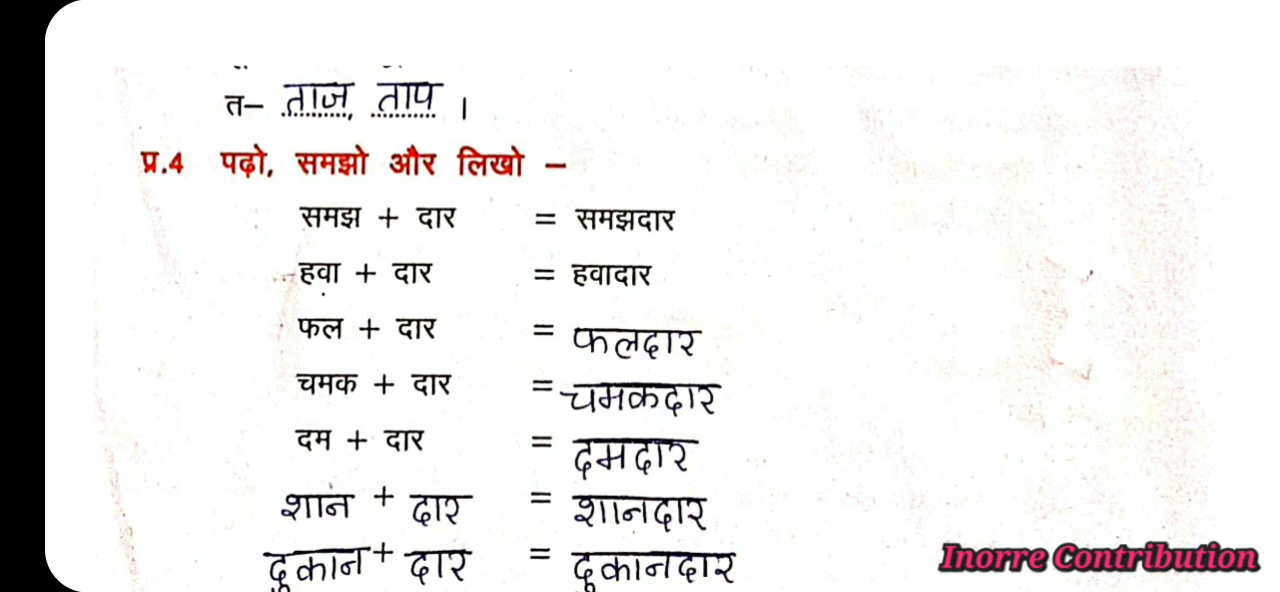 त– ताज, ताप ।
प्र.4 पढ़ो, समझो और लिखो –
समझ + दार = समझदार
हवा + दार = हवादार
फल + दार = फलदार
चमक + दार = चमकदार
दम + दार = दमदार
शान + दार = शानदार
दुकान + दार = दुकानदार
Inorre Contribution